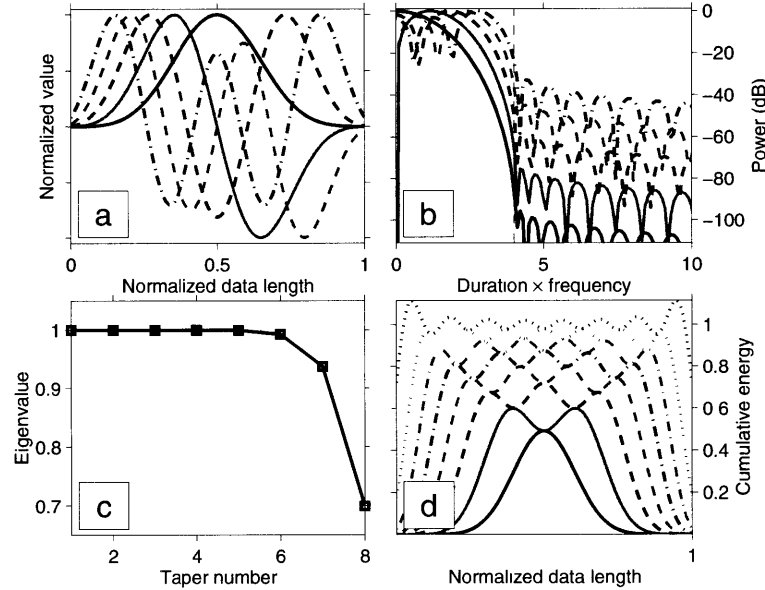 Normalized value
a
0
0.5
1
Normalized data length
b
0
-20
-40
-60
-80
-100
Power (dB)
0
5
10
Duration × frequency
1
0.9
0.8
0.7
Eigenvalue
c
2
4
6
8
Taper number
1
0.8
0.6
0.4
0.2
Cumulative energy
d
1
Normalized data length